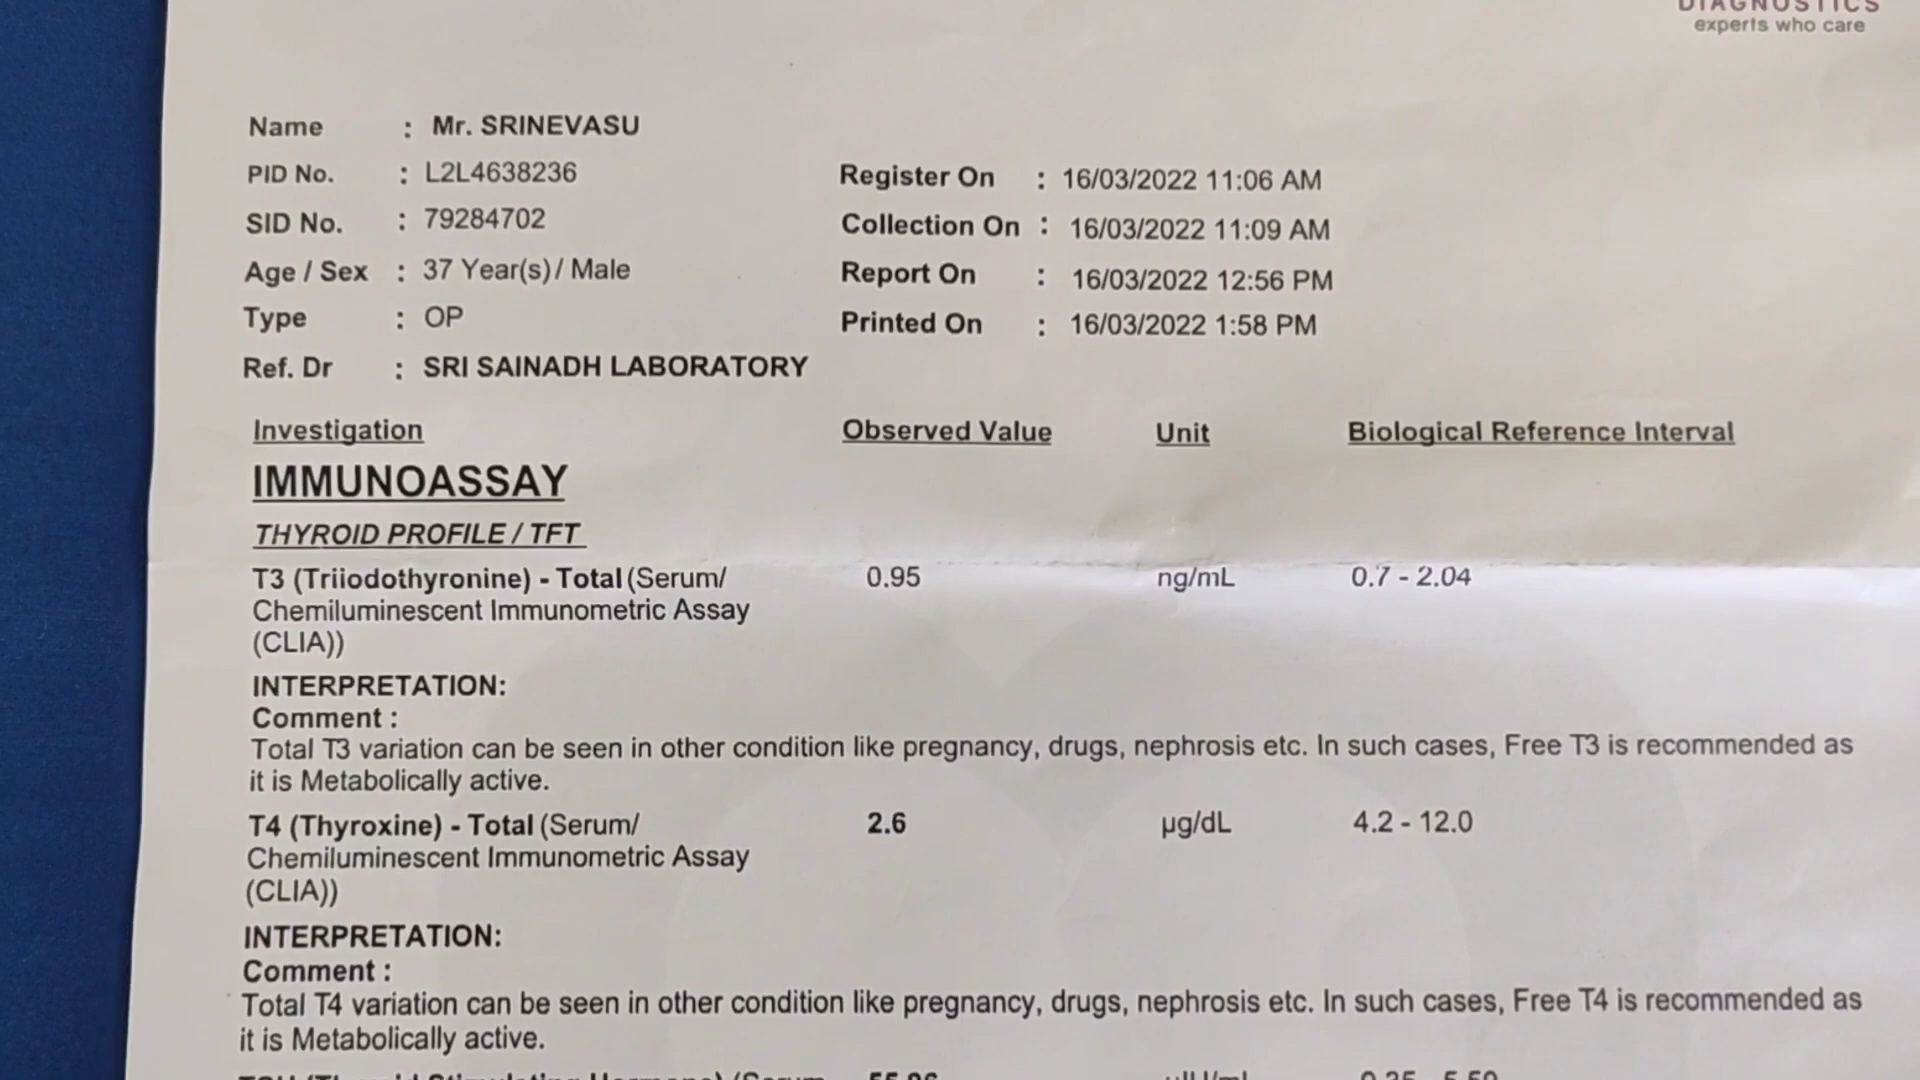 DIAGNOSTICS
experts who care
Name : Mr. SRINEVASU
PID No. : L2L4638236
Register On : 16/03/2022 11:06 AM
SID No. : 79284702
Collection On : 16/03/2022 11:09 AM
Age / Sex : 37 Year(s) / Male
Report On : 16/03/2022 12:56 PM
Type : OP
Printed On : 16/03/2022 1:58 PM
Ref. Dr : SRI SAINADH LABORATORY
Investigation Observed Value Unit Biological Reference Interval
IMMUNOASSAY
THYROID PROFILE / TFT
T3 (Triiodothyronine) - Total (Serum/ 0.95 ng/mL 0.7 - 2.04
Chemiluminescent Immunometric Assay
(CLIA))
INTERPRETATION:
Comment :
Total T3 variation can be seen in other condition like pregnancy, drugs, nephrosis etc. In such cases, Free T3 is recommended as
it is Metabolically active.
T4 (Thyroxine) - Total (Serum/ 2.6 µg/dL 4.2 - 12.0
Chemiluminescent Immunometric Assay
(CLIA))
INTERPRETATION:
Comment :
Total T4 variation can be seen in other condition like pregnancy, drugs, nephrosis etc. In such cases, Free T4 is recommended as
it is Metabolically active.